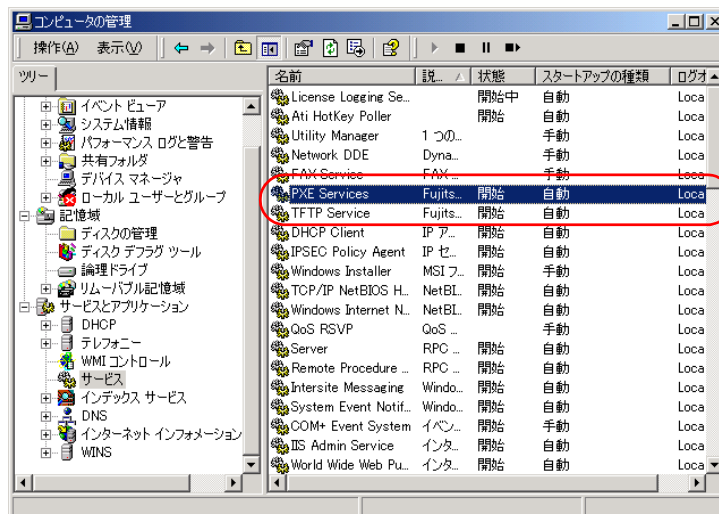 コンピュータの管理
操作(A) 表示(V)
ツリー
イベント ビューア
システム情報
パフォーマンス ログと警告
共有フォルダ
デバイス マネージャ
ローカル ユーザーとグループ
記憶域
ディスクの管理
ディスク デフラグ ツール
論理ドライブ
リムーバブル記憶域
サービスとアプリケーション
DHCP
テレフォニー
WMI コントロール
サービス
インデックス サービス
DNS
インターネット インフォメーション
WINS
名前 説... 状態 スタートアップの種類 ログオ
License Logging Se... 開始中 自動 Loca
Ati HotKey Poller 開始 自動 Loca
Utility Manager 1 つの... 手動 Loca
Network DDE Dyna... 手動 Loca
FAX Service FAX ... 手動 Loca
PXE Services Fujits... 開始 自動 Loca
TFTP Service Fujits... 開始 自動 Loca
DHCP Client IP ア... 開始 自動 Loca
IPSEC Policy Agent IP セ... 開始 自動 Loca
Windows Installer MSI フ... 開始 手動 Loca
TCP/IP NetBIOS H... NetBI... 開始 自動 Loca
Windows Internet N... NetBI... 開始 自動 Loca
QoS RSVP QoS ... 手動 Loca
Server RPC ... 開始 自動 Loca
Remote Procedure ... RPC ... 開始 自動 Loca
Intersite Messaging Windo... 開始 自動 Loca
System Event Notif... Windo... 開始 自動 Loca
COM+ Event System イベン... 開始 手動 Loca
IIS Admin Service インタ... 開始 自動 Loca
World Wide Web Pu... インタ... 開始 自動 Loca